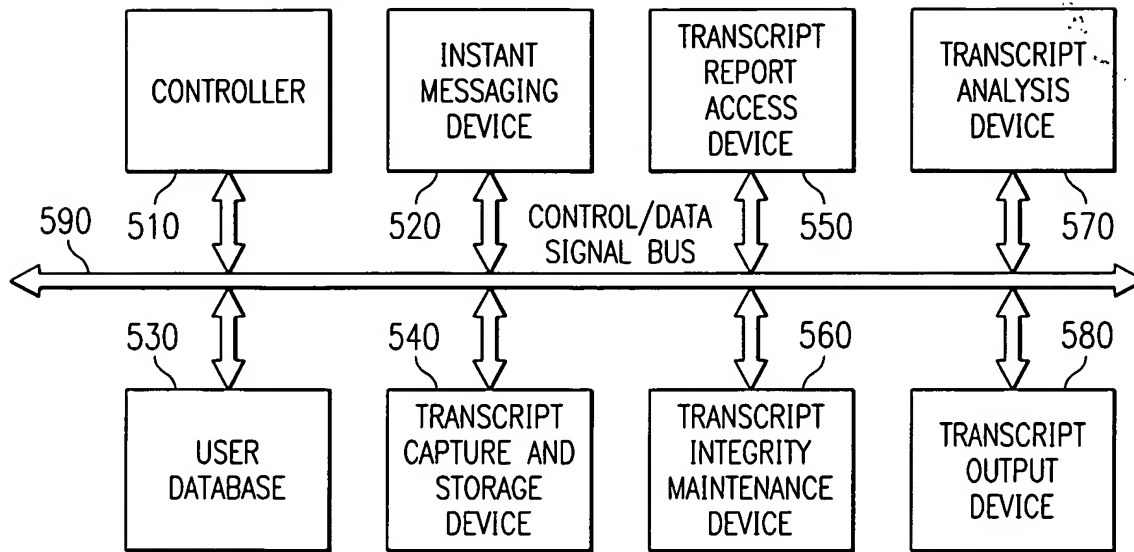 CONTROLLER
INSTANT
MESSAGING
DEVICE
TRANSCRIPT
REPORT
ACCESS
DEVICE
TRANSCRIPT
ANALYSIS
DEVICE
510
520
550
570
590
CONTROL/DATA
SIGNAL BUS
530
540
560
580
USER
DATABASE
TRANSCRIPT
CAPTURE AND
STORAGE
DEVICE
TRANSCRIPT
INTEGRITY
MAINTENANCE
DEVICE
TRANSCRIPT
OUTPUT
DEVICE